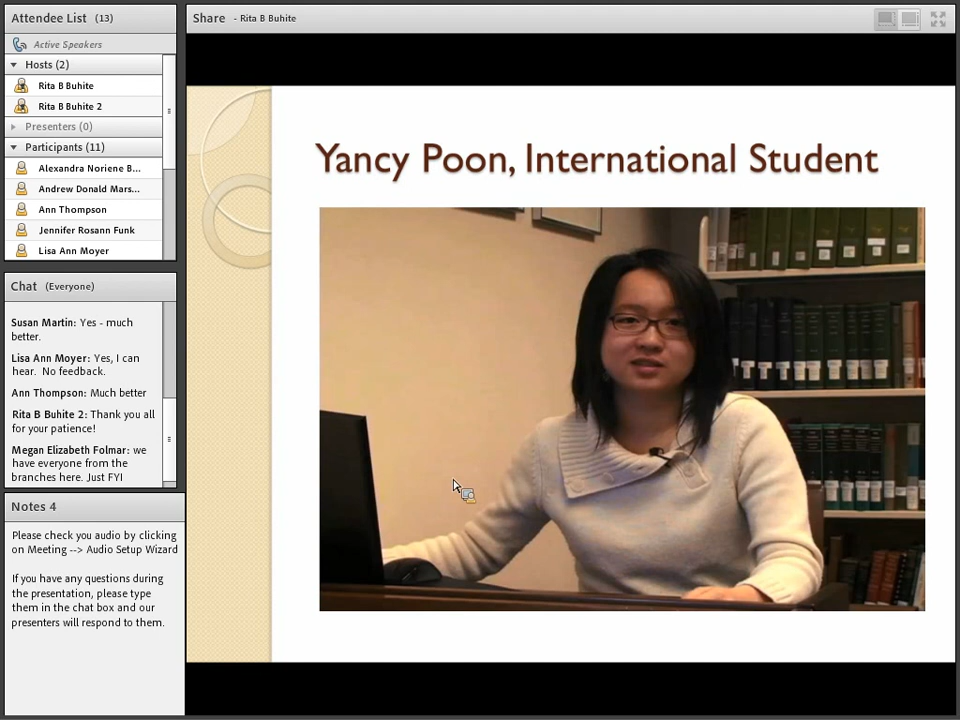 Attendee List (13)
Active Speakers
Hosts (2)
Rita B Buhite
Rita B Buhite 2
Presenters (0)
Participants (11)
Alexandra Noriene B...
Andrew Donald Mars...
Ann Thompson
Jennifer Rosann Funk
Lisa Ann Moyer
Chat (Everyone)
Susan Martin: Yes - much
better.
Lisa Ann Moyer: Yes, I can
hear. No feedback.
Ann Thompson: Much better
Rita B Buhite 2: Thank you all
for your patience!
Megan Elizabeth Folmar: we
have everyone from the
branches here. Just FYI
Notes 4
Please check you audio by clicking
on Meeting --> Audio Setup Wizard
If you have any questions during
the presentation, please type
them in the chat box and our
presenters will respond to them.
Share - Rita B Buhite
Yancy Poon, International Student